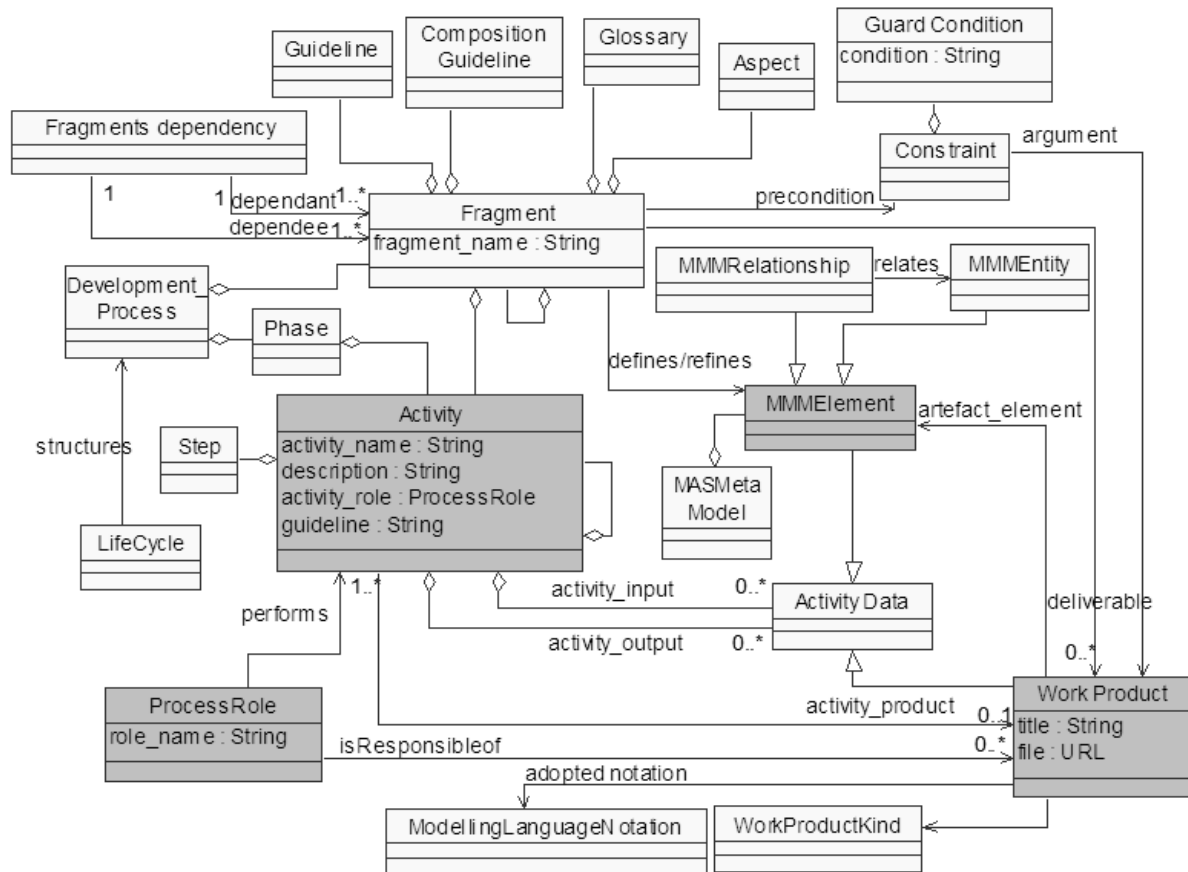 Guideline
Composition
Guideline
Glossary
Aspect
Guard Condition
condition : String
Fragments dependency
Constraint
argument
1
1
dependant
1..*
dependee
1..*
Fragment
fragment_name : String
precondition
MMMRelationship
relates
MMMEntity
Development_
Process
Phase
defines/refines
MMMElement
artefact_element
structures
Step
Activity
activity_name : String
description : String
activity_role : ProcessRole
guideline : String
MASMeta
Model
LifeCycle
1..*
activity_input
0..*
Activity Data
deliverable
performs
activity_output
0..*
0..*
ProcessRole
role_name : String
activity_product
0..1
Work Product
title : String
file : URL
isResponsibleof
0..*
adopted notation
ModellingLanguageNotation
WorkProductKind